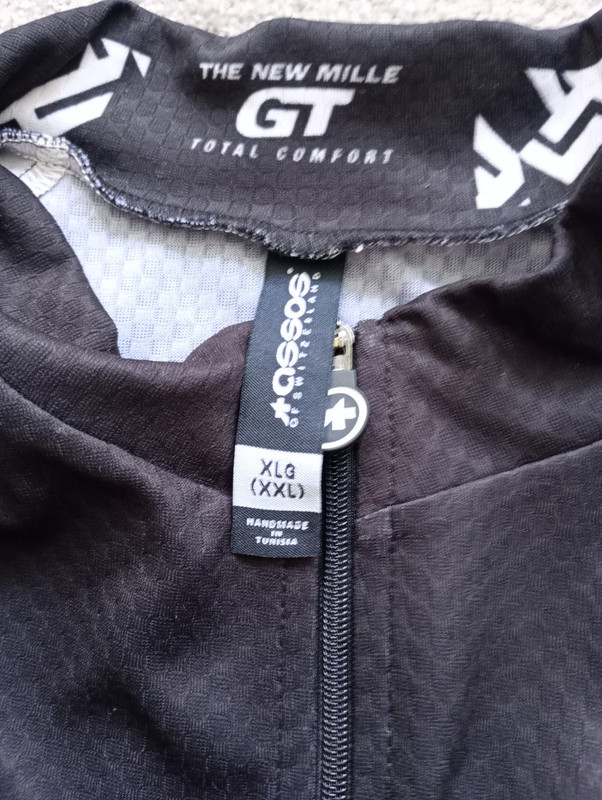 THE NEW MILLE
GT
TOTAL COMFORT
assos®
OF SWITZERLAND
XLG
(XXL)
HANDMADE
IN
TUNISIA